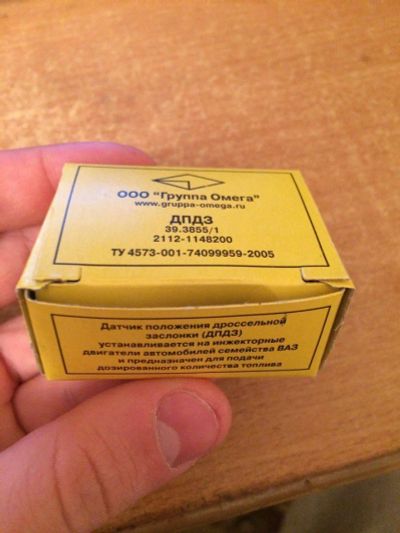 ООО "Группа Омега"
www.gruppa-omega.ru
ДПДЗ
39.3855/1
2112-1148200
ТУ 4573-001-74099959-2005
Датчик положения дроссельной
заслонки (ДПДЗ)
устанавливается на инжекторные
двигатели автомобилей семейства ВАЗ
и предназначен для подачи
дозированного количества топлива